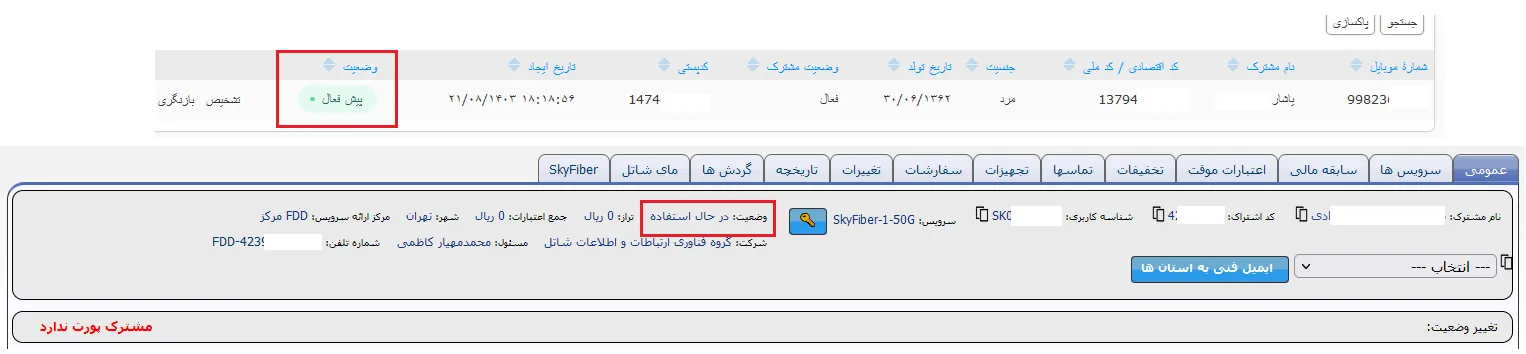 جستجو پاکسازی
شمارهٔ موبایل نام مشترک کد اقتصادی / کد ملی جنسیت تاریخ تولد وضعیت مشترک کدپستی تاریخ ایجاد وضعیت
99823 پاشار 13794 مرد ۳۰/۰۶/۱۳۶۲ فعال 1474 ۲۱/۰۸/۱۴۰۳ ۱۸:۱۸:۵۶ پیش فعال تشخیص بازنگری
عمومی سرویس ها سابقه مالی اعتبارات موقت تخفیفات تماسها تجهیزات سفارشات تغییرات تاریخچه گردش ها مای شاتل SkyFiber
نام مشترک: ادی کد اشتراک: 42 شناسه کاربری: SK0 سرویس: SkyFiber-1-50G وضعیت: در حال استفاده تراز: 0 ریال جمع اعتبارات: 0 ریال شهر: تهران مرکز ارائه سرویس: FDD مرکز
شرکت: گروه فناوری ارتباطات و اطلاعات شاتل مسئول: محمدمهیار کاظمی شماره تلفن: FDD-4239
--- انتخاب --- ایمیل فنی به استان ها
تغییر وضعیت: مشترک پورت ندارد